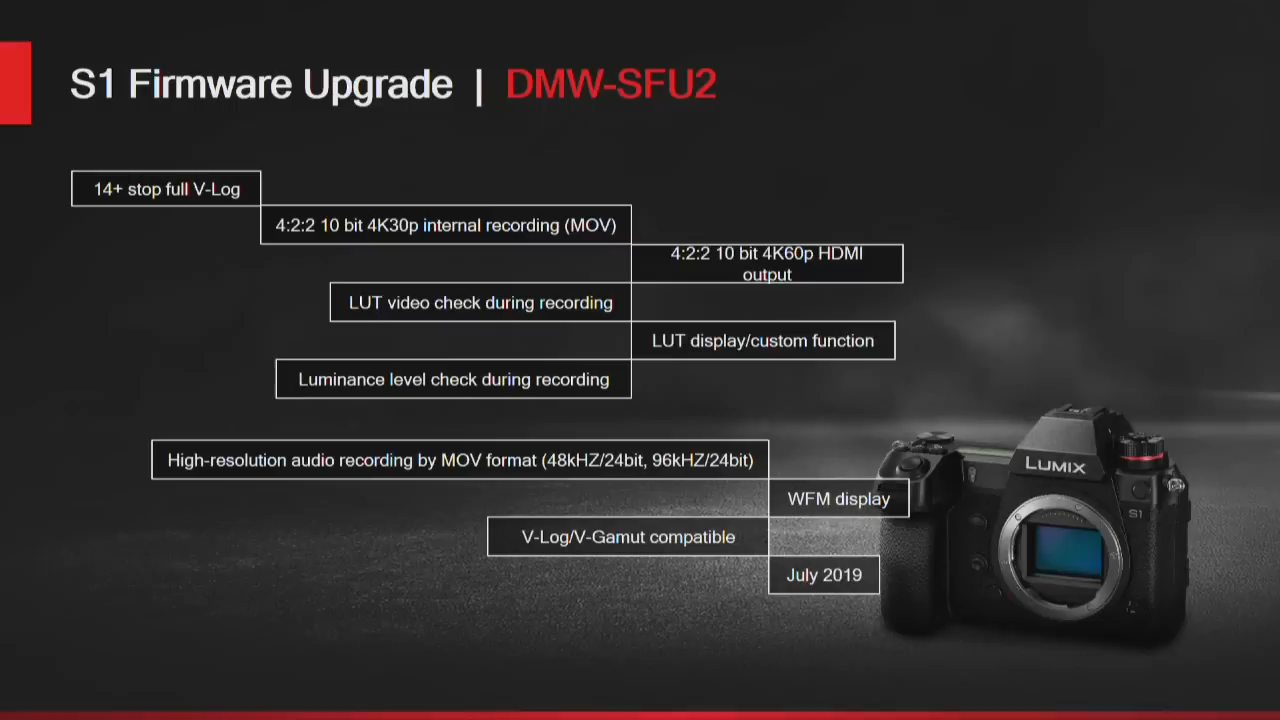 S1 Firmware Upgrade | DMW-SFU2
14+ stop full V-Log
4:2:2 10 bit 4K30p internal recording (MOV)
4:2:2 10 bit 4K60p HDMI
output
LUT video check during recording
LUT display/custom function
Luminance level check during recording
High-resolution audio recording by MOV format (48kHZ/24bit, 96kHZ/24bit)
WFM display
V-Log/V-Gamut compatible
July 2019
LUMIX
S1